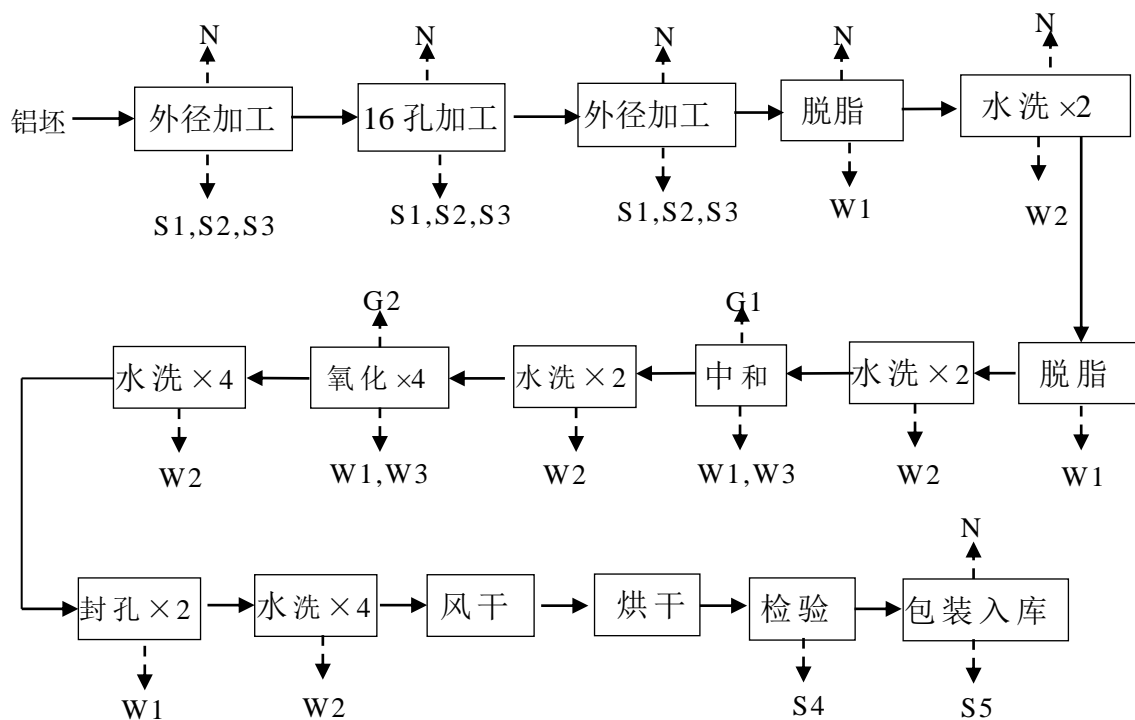 N N N N N
铝坯 外径加工 16孔加工 外径加工 脱脂 水洗×2
S1,S2,S3 S1,S2,S3 S1,S2,S3 W1 W2
G2 G1
水洗×4 氧化×4 水洗×2 中和 水洗×2 脱脂
W2 W1,W3 W2 W1,W3 W2 W1
N
封孔×2 水洗×4 风干 烘干 检验 包装入库
W1 W2 S4 S5